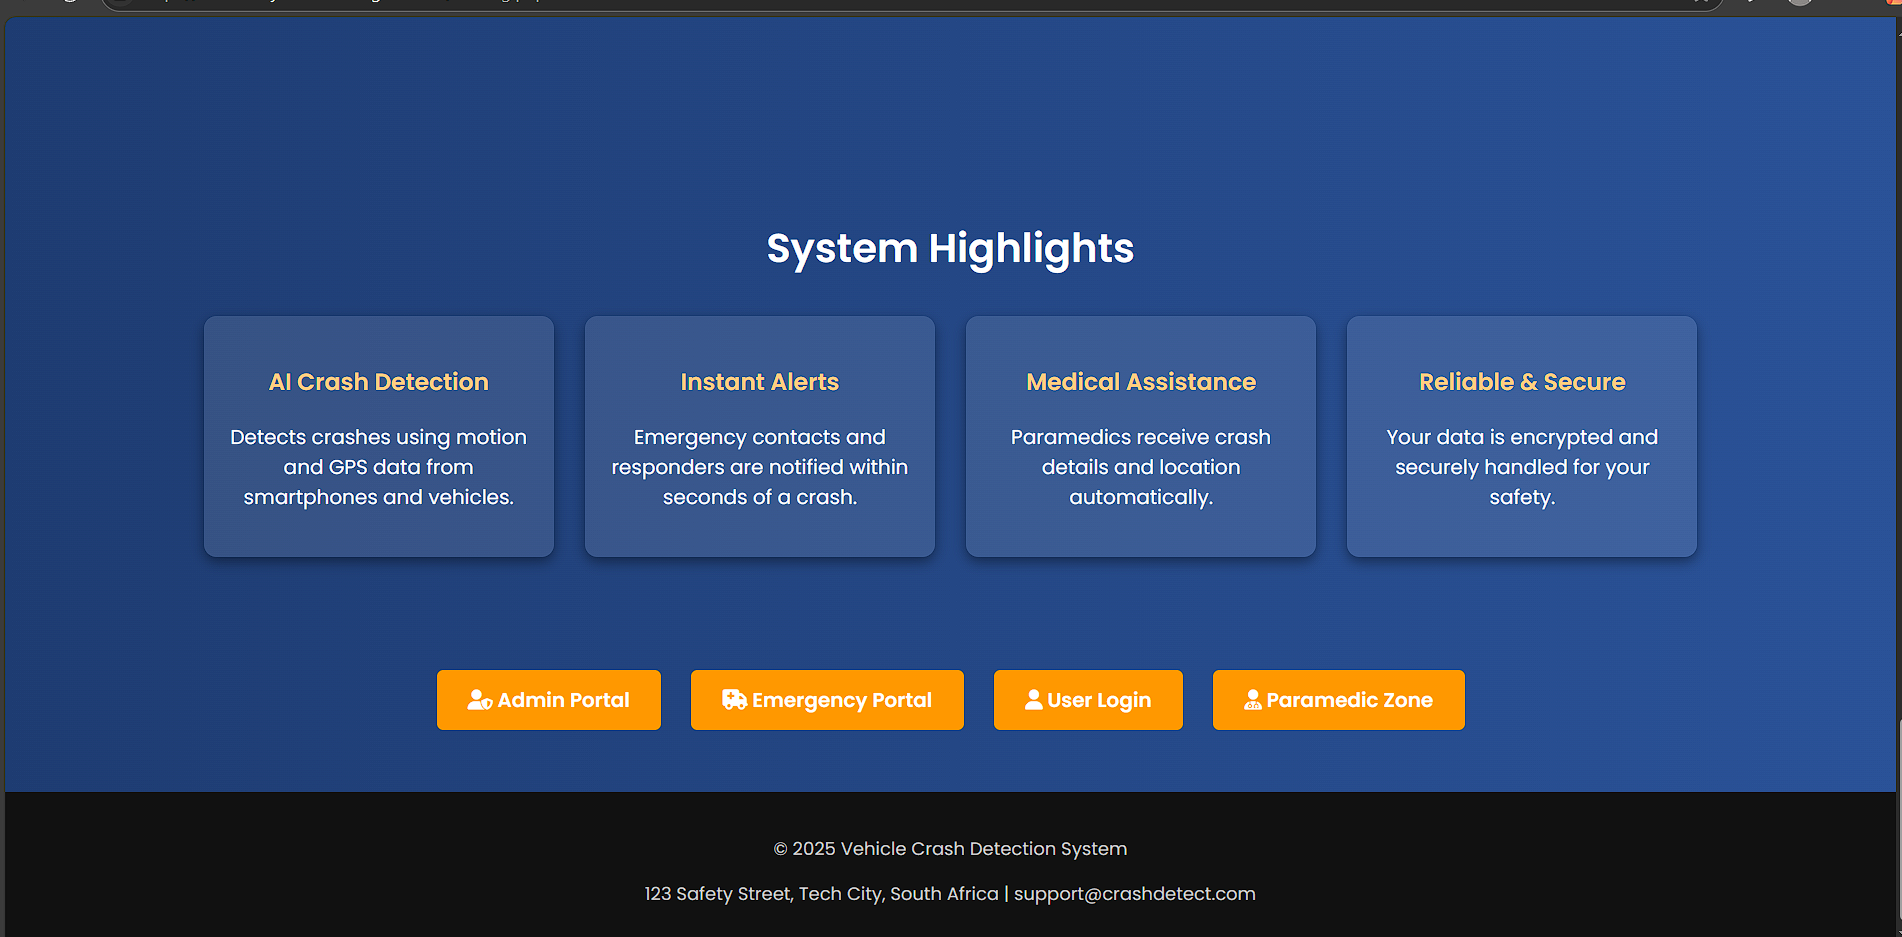 System Highlights
AI Crash Detection
Detects crashes using motion
and GPS data from
smartphones and vehicles.
Instant Alerts
Emergency contacts and
responders are notified within
seconds of a crash.
Medical Assistance
Paramedics receive crash
details and location
automatically.
Reliable & Secure
Your data is encrypted and
securely handled for your
safety.
Admin Portal
Emergency Portal
User Login
Paramedic Zone
© 2025 Vehicle Crash Detection System
123 Safety Street, Tech City, South Africa | support@crashdetect.com